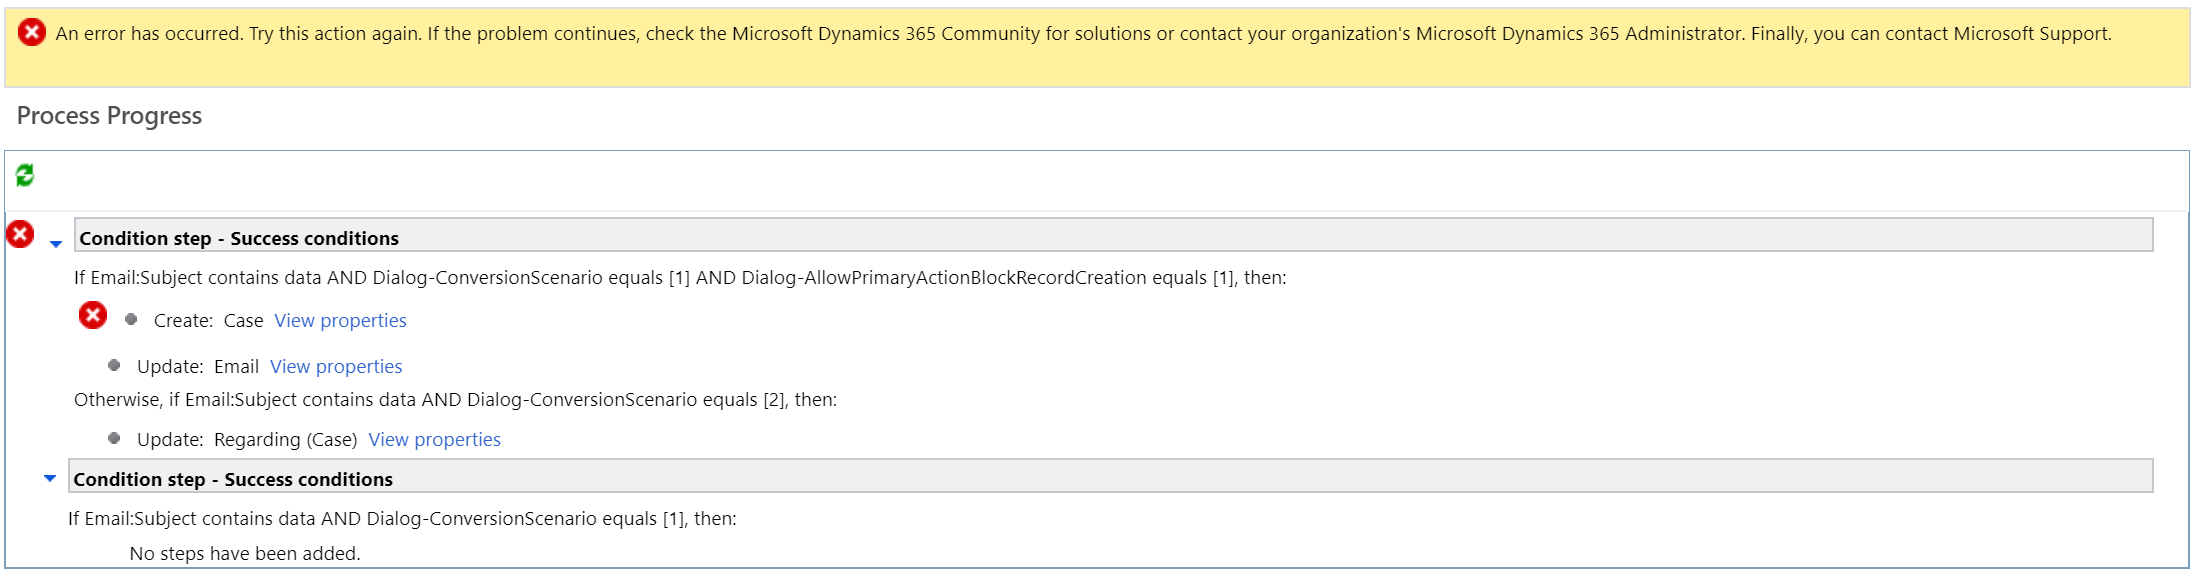 An error has occurred. Try this action again. If the problem continues, check the Microsoft Dynamics 365 Community for solutions or contact your organization's Microsoft Dynamics 365 Administrator. Finally, you can contact Microsoft Support.
Process Progress
Condition step - Success conditions
If Email:Subject contains data AND Dialog-ConversionScenario equals [1] AND Dialog-AllowPrimaryActionBlockRecordCreation equals [1], then:
Create: Case View properties
Update: Email View properties
Otherwise, if Email:Subject contains data AND Dialog-ConversionScenario equals [2], then:
Update: Regarding (Case) View properties
Condition step - Success conditions
If Email:Subject contains data AND Dialog-ConversionScenario equals [1], then:
No steps have been added.